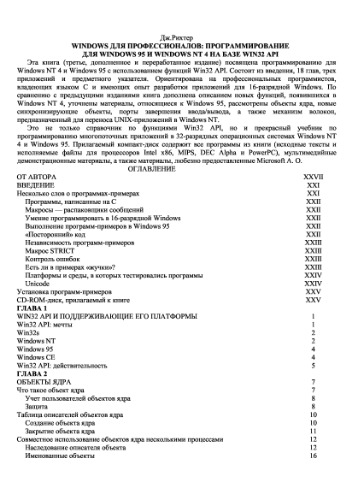 Дж.Рихтер
WINDOWS ДЛЯ ПРОФЕССИОНАЛОВ: ПРОГРАММИРОВАНИЕ
ДЛЯ WINDOWS 95 И WINDOWS NT 4 НА БАЗЕ WIN32 API
Эта книга (третье, дополненное и переработанное издание) посвящена программированию для
Windows NT 4 и Windows 95 с использованием функций Win32 API. Состоит из введения, 18 глав, трех
приложений и предметного указателя. Ориентирована на профессиональных программистов,
владеющих языком C и имеющих опыт разработки приложений для 16-разрядной Windows. По
сравнению с предыдущими изданиями книга дополнена описанием новых функций, появившихся в
Windows NT 4, уточнены материалы, относящиеся к Windows 95, рассмотрены объекты ядра, новые
синхронизирующие объекты, порты завершения ввода/вывода, а также механизм волокон,
предназначенный для переноса UNIX-приложений в Windows NT.
Это не только справочник по функциям Win32 API, но и прекрасный учебник по
программированию многопоточных приложений в 32-разрядных операционных системах Windows NT
4 и Windows 95. Прилагаемый компакт-диск содержит все программы из книги (исходные тексты и
исполняемые файлы для процессоров Intel x86, MIPS, DEC Alpha и PowerPC), мультимедийные
демонстрационные материалы, а также материалы, любезно предоставленные Microsoft A. O.
ОГЛАВЛЕНИЕ
ОТ АВТОРА XXVII
ВВЕДЕНИЕ XXI
Несколько слов о программах-примерах XXI
Программы, написанные на C XXII
Макросы — распаковщики сообщений XXII
Умение программировать в 16-разрядной Windows XXII
Выполнение программ-примеров в Windows 95 XXII
«Посторонний» код XXII
Независимость программ-примеров XXII
Макрос STRICT XXII
Контроль ошибок XXIII
Есть ли в примерах «жучки»? XXIII
Платформы и среды, в которых тестировались программы XXIII
Unicode XXIV
Установка программ-примеров XXV
CD-ROM-диск, прилагаемый к книге XXV
ГЛАВА 1
WIN32 API И ПОДДЕРЖИВАЮЩИЕ ЕГО ПЛАТФОРМЫ 1
Win32 API: мечты 1
Win32s 2
Windows NT 2
Windows 95 4
Windows CE 4
Win32 API: действительность 5
ГЛАВА 2
ОБЪЕКТЫ ЯДРА 7
Что такое объект ядра 7
Учет пользователей объектов ядра 8
Защита 8
Таблица описателей объектов ядра 10
Создание объекта ядра 10
Закрытие объекта ядра 11
Совместное использование объектов ядра несколькими процессами 12
Наследование описателя объекта 12
Именованные объекты 16